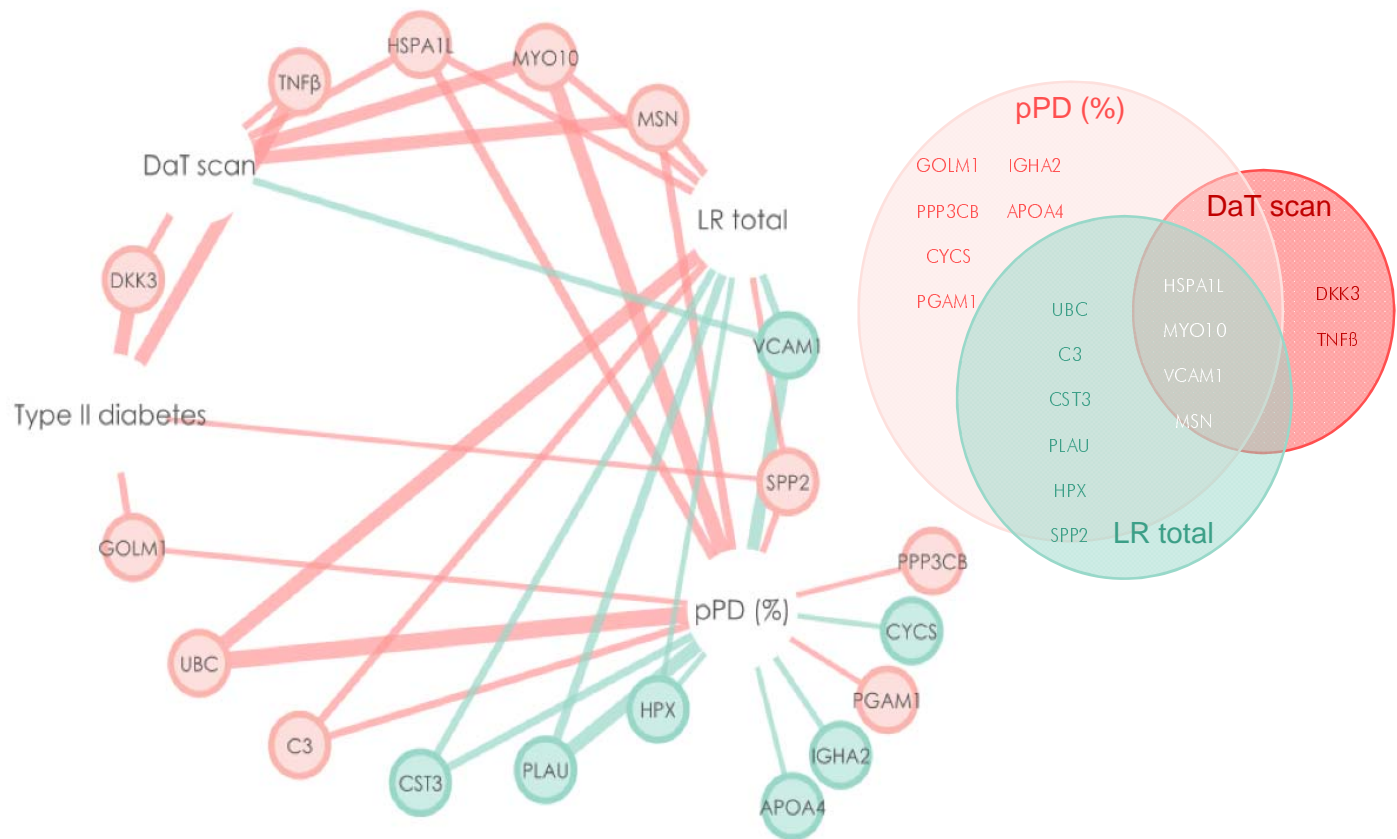 HSPA1L
MYO10
TNFβ
MSN
DaT scan
LR total
DKK3
VCAM1
Type II diabetes
SPP2
GOLM1
PPP3CB
pPD (%)
CYCS
UBC
PGAM1
HPX
C3
IGHA2
CST3
PLAU
APOA4
pPD (%)
GOLM1 IGHA2
DaT scan
PPP3CB APOA4
CYCS
PGAM1
HSPA1L
DKK3
UBC
MYO10
TNFß
C3
VCAM1
CST3
MSN
PLAU
HPX
SPP2
LR total